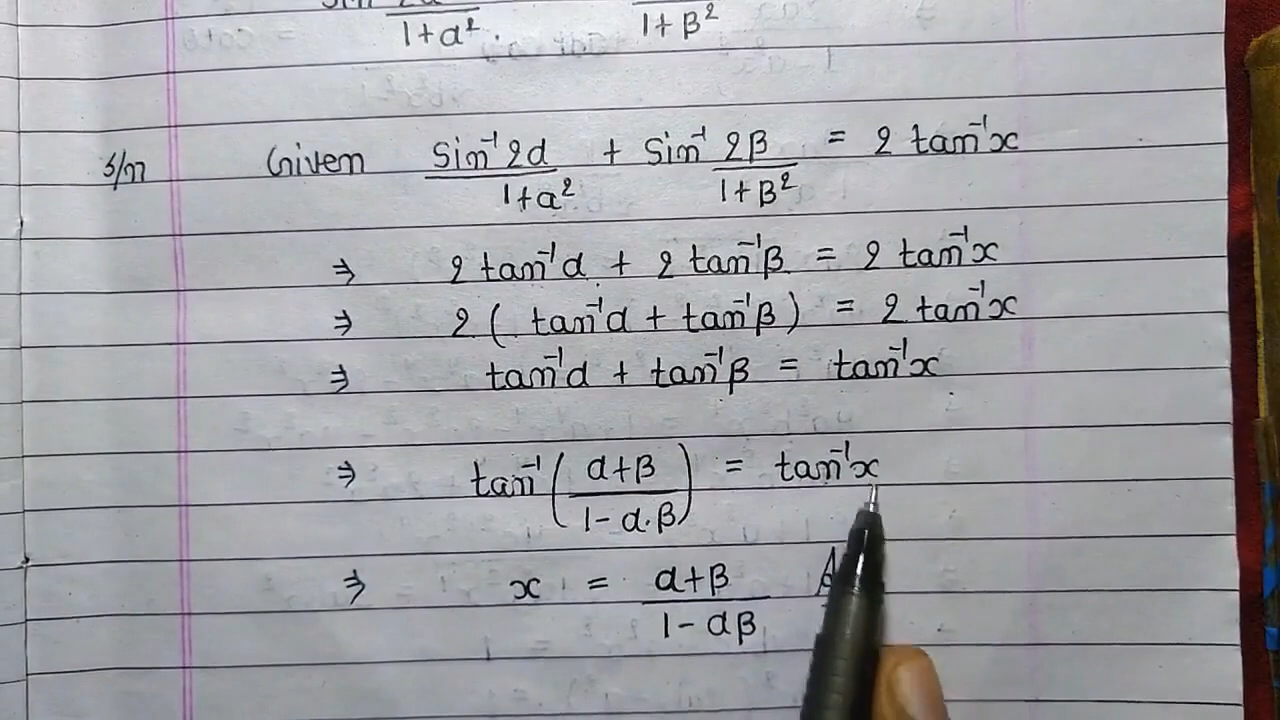 1+α². 1+β²
S/n Given Sin⁻¹ 2α/1+α² + Sin⁻¹ 2β/1+β² = 2 tan⁻¹x
⇒ 2 tan⁻¹α + 2 tan⁻¹β = 2 tan⁻¹x
⇒ 2 ( tan⁻¹α + tan⁻¹β ) = 2 tan⁻¹x
⇒ tan⁻¹α + tan⁻¹β = tan⁻¹x
⇒ tan⁻¹ ( α+β / 1-α.β ) = tan⁻¹x
⇒ x = α+β / 1-αβ